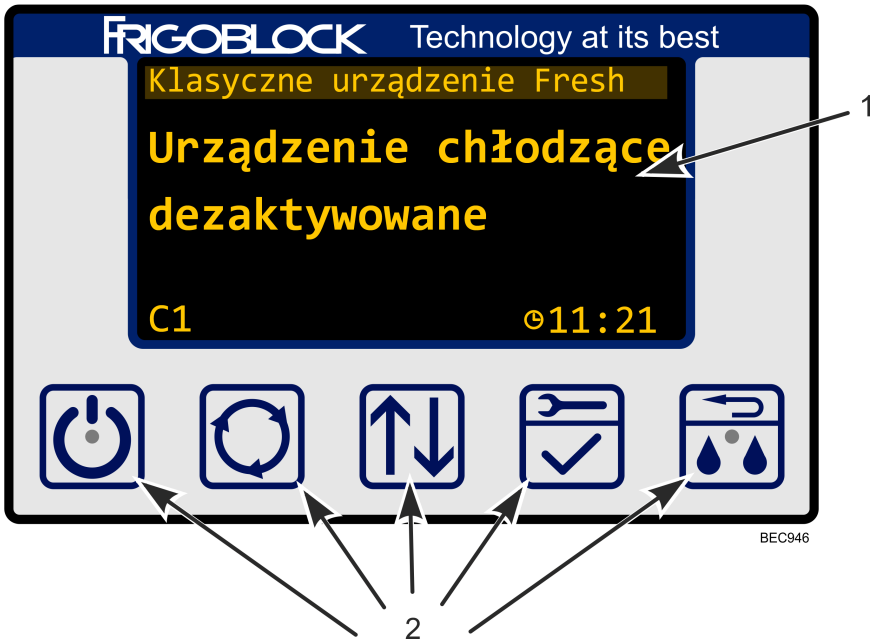 FRIGOBLOCK Technology at its best
Klasyczne urządzenie Fresh
1
Urządzenie chłodzące
dezaktywowane
C1 11:21
BEC946
2